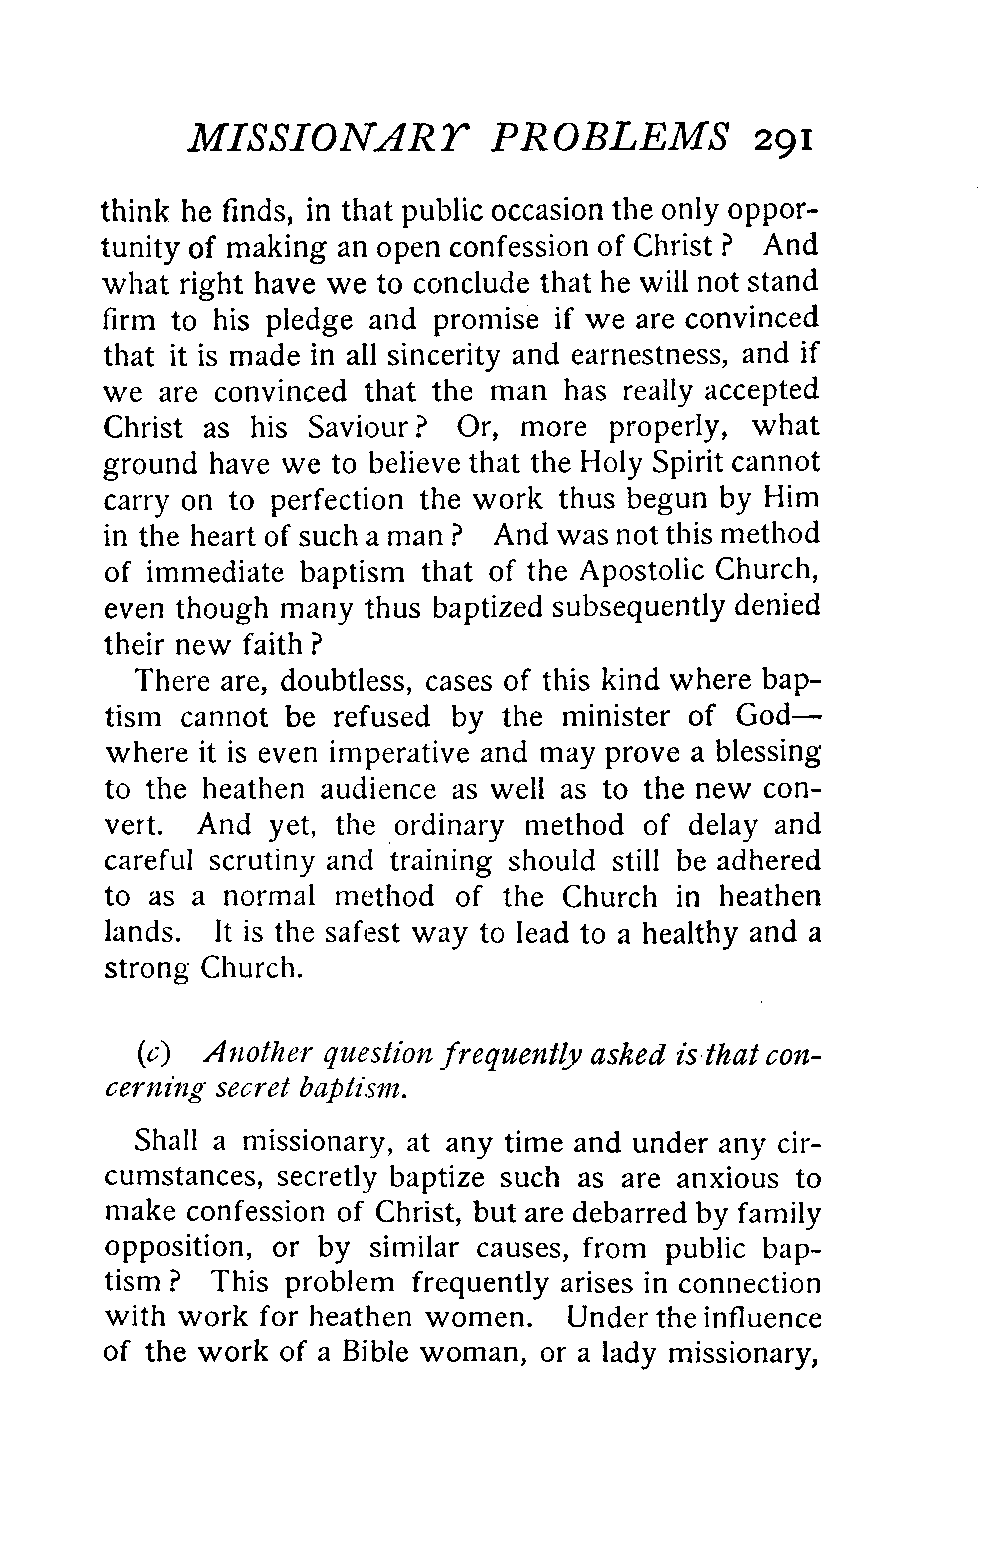 MISSIONARY PROBLEMS 291
think he finds, in that public occasion the only oppor-
tunity of making an open confession of Christ? And
what right have we to conclude that he will not stand
firm to his pledge and promise if we are convinced
that it is made in all sincerity and earnestness, and if
we are convinced that the man has really accepted
Christ as his Saviour? Or, more properly, what
ground have we to believe that the Holy Spirit cannot
carry on to perfection the work thus begun by Him
in the heart of such a man? And was not this method
of immediate baptism that of the Apostolic Church,
even though many thus baptized subsequently denied
their new faith?
There are, doubtless, cases of this kind where bap-
tism cannot be refused by the minister of God—
where it is even imperative and may prove a blessing
to the heathen audience as well as to the new con-
vert. And yet, the ordinary method of delay and
careful scrutiny and training should still be adhered
to as a normal method of the Church in heathen
lands. It is the safest way to lead to a healthy and a
strong Church.
(c) Another question frequently asked is that con-
cerning secret baptism.
Shall a missionary, at any time and under any cir-
cumstances, secretly baptize such as are anxious to
make confession of Christ, but are debarred by family
opposition, or by similar causes, from public bap-
tism? This problem frequently arises in connection
with work for heathen women. Under the influence
of the work of a Bible woman, or a lady missionary,